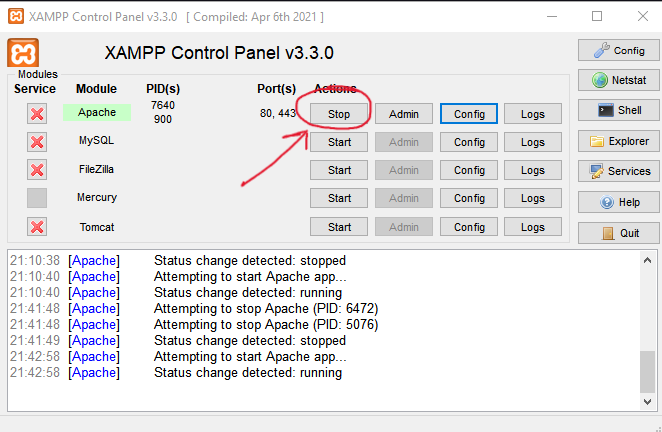 XAMPP Control Panel v3.3.0 [ Compiled: Apr 6th 2021 ]
XAMPP Control Panel v3.3.0
Config
Modules
Service Module PID(s) Port(s) Actions
Netstat
Apache 7640 900 80, 443 Stop Admin Config Logs
Shell
MySQL Start Admin Config Logs
Explorer
FileZilla Start Admin Config Logs
Services
Mercury Start Admin Config Logs
Help
Tomcat Start Admin Config Logs
Quit
21:10:38 [Apache] Status change detected: stopped
21:10:40 [Apache] Attempting to start Apache app...
21:10:40 [Apache] Status change detected: running
21:41:48 [Apache] Attempting to stop Apache (PID: 6472)
21:41:48 [Apache] Attempting to stop Apache (PID: 5076)
21:41:49 [Apache] Status change detected: stopped
21:42:58 [Apache] Attempting to start Apache app...
21:42:58 [Apache] Status change detected: running